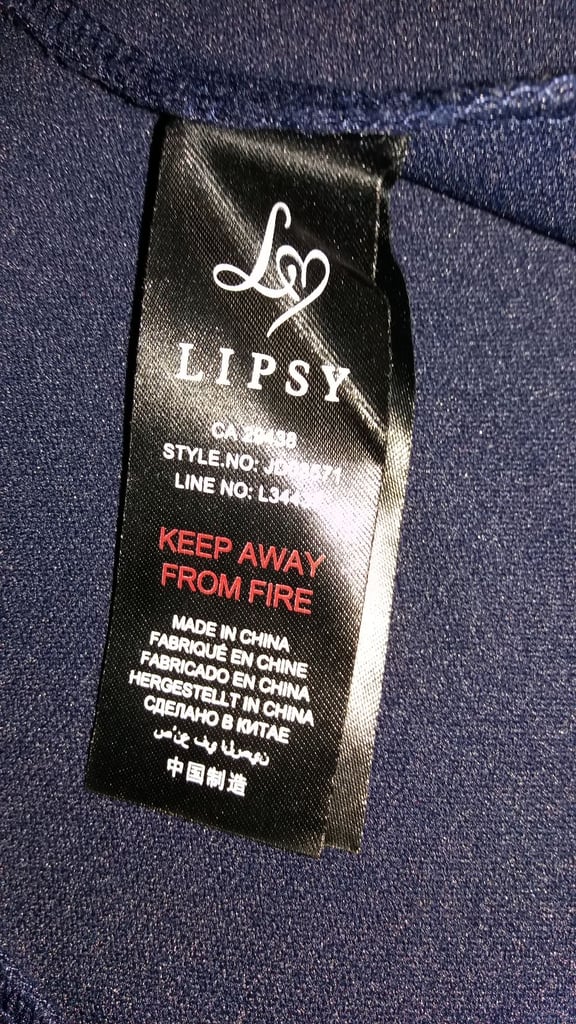 LIPSY
CA 29438
STYLE.NO:
LINE NO:
KEEP AWAY
FROM FIRE
MADE IN CHINA
FABRIQUÉ EN CHINE
FABRICADO EN CHINA
HERGESTELLT IN CHINA
СДЕЛАНО В КИТАЕ
صنع في الصين
中国制造